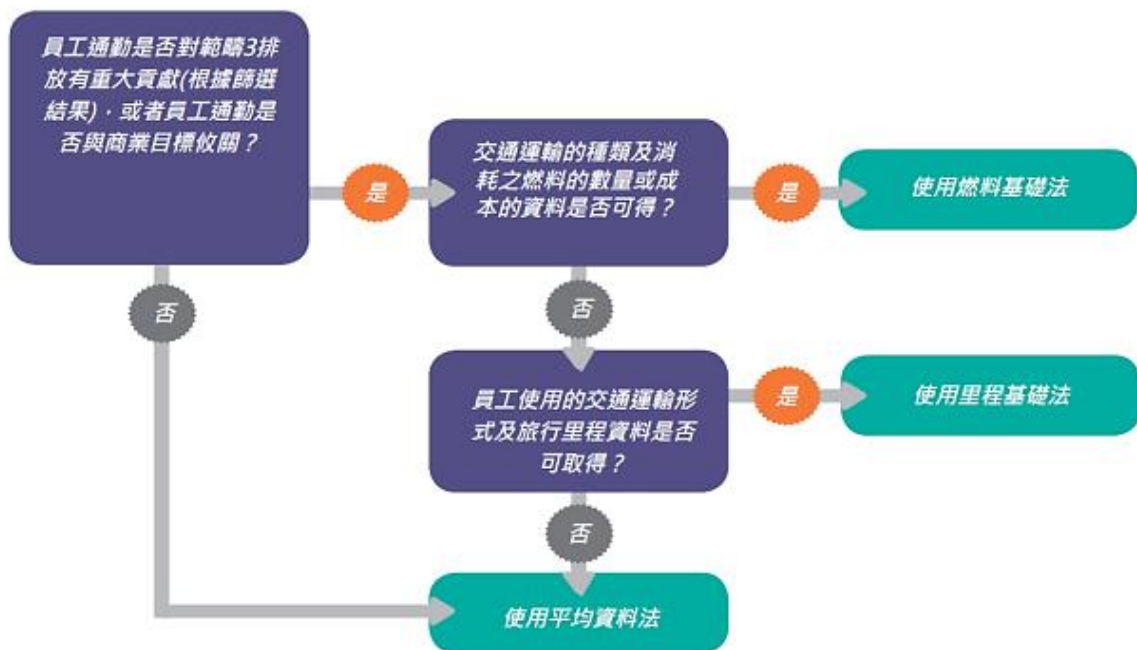 員工通勤是否對範疇3排
放有重大貢獻(根據篩選
結果)，或者員工通勤是
否與商業目標攸關？
是
交通運輸的種類及消
耗之燃料的數量或成
本的資料是否可得？
是
使用燃料基礎法
否
否
員工使用的交通運輸形
式及旅行里程資料是否
可取得？
是
使用里程基礎法
否
使用平均資料法